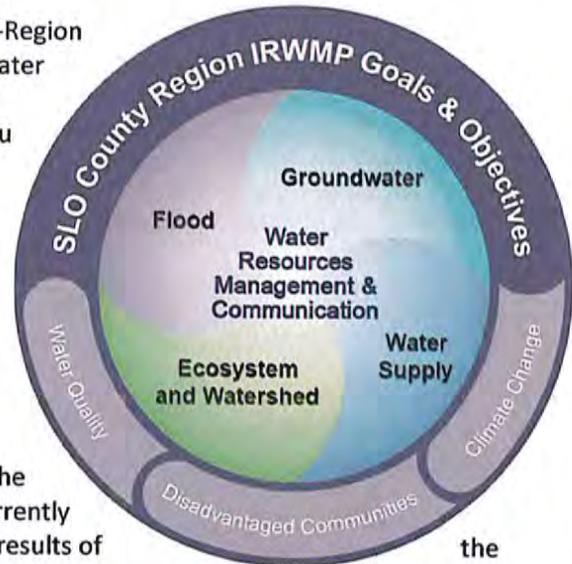 -Region
ater
u
SLO County Region IRWMP Goals & Objectives
Groundwater
Flood
Water
Resources
Management &
Communication
Water
Supply
Ecosystem
and Watershed
Water Quality
Disadvantaged Communities
Climate Change
he
rrently
results of
the